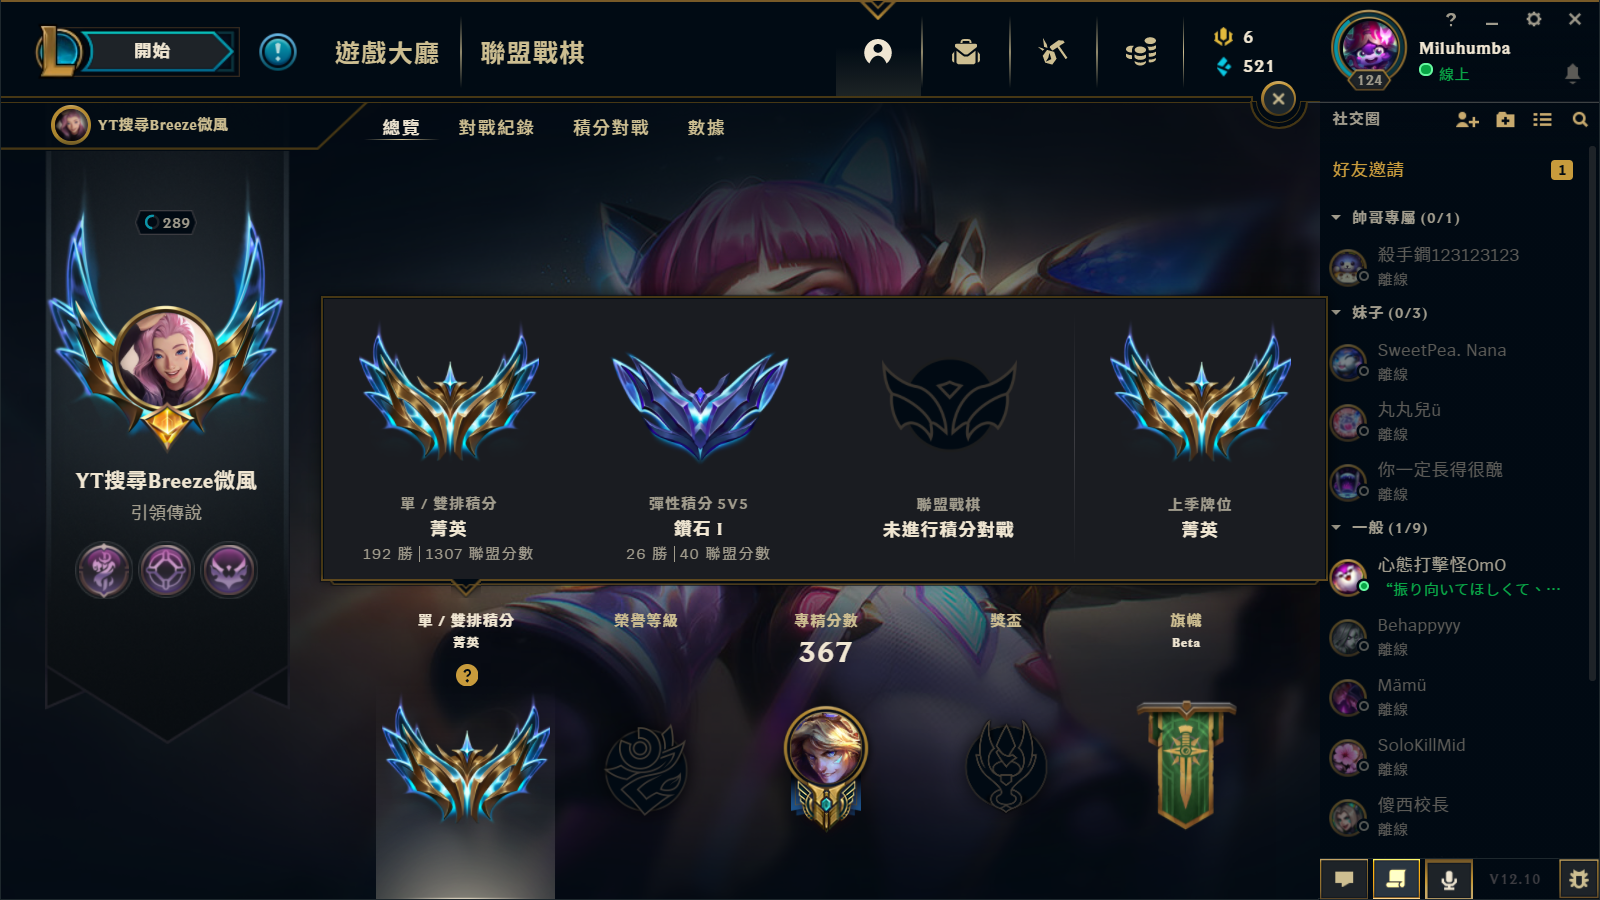 開始
遊戲大廳
聯盟戰棋
6
521
?
Miluhumba
線上
124
YT搜尋Breeze微風
總覽
對戰紀錄
積分對戰
數據
社交圈
好友邀請
1
289
YT搜尋Breeze微風
引領傳說
單 / 雙排積分
菁英
192 勝 | 1307 聯盟分數
彈性積分 5V5
鑽石 I
26 勝 | 40 聯盟分數
聯盟戰棋
未進行積分對戰
上季牌位
菁英
單 / 雙排積分
菁英
?
榮譽等級
專精分數
367
獎盃
旗幟
Beta
帥哥專屬 (0/1)
殺手鐧123123123
離線
妹子 (0/3)
SweetPea. Nana
離線
丸丸兒ü
離線
你一定長得很醜
離線
一般 (1/9)
心態打擊怪OmO
“振り向いてほしくて、…
Behappyyy
離線
Mämü
離線
SoloKillMid
離線
傻西校長
離線
V12.10